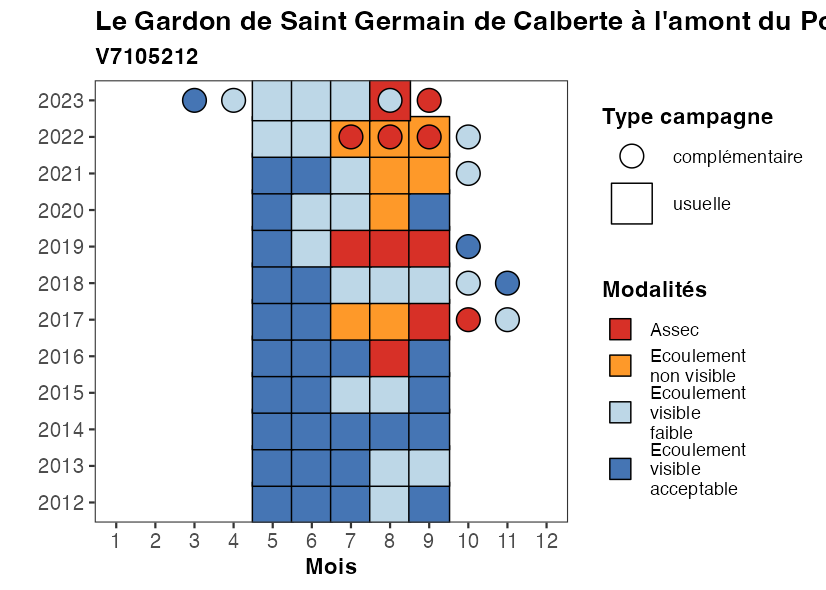 Le Gardon de Saint Germain de Calberte à l'amont du Po
V7105212
2023
2022
2021
2020
2019
2018
2017
2016
2015
2014
2013
2012
1 2 3 4 5 6 7 8 9 10 11 12
Mois
Type campagne
complémentaire
usuelle
Modalités
Assec
Ecoulement
non visible
Ecoulement
visible
faible
Ecoulement
visible
acceptable